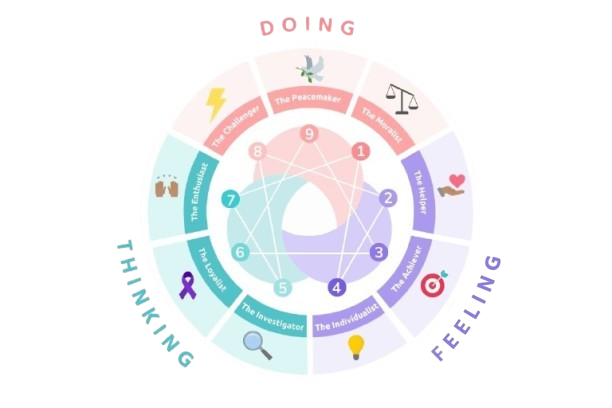 DOING
The Peacemaker
The Challenger
The Moralist
9
8
1
The Enthusiast
The Helper
7
2
6
3
The Loyalist
The Achiever
5
4
The Investigator
The Individualist
THINKING
FEELING